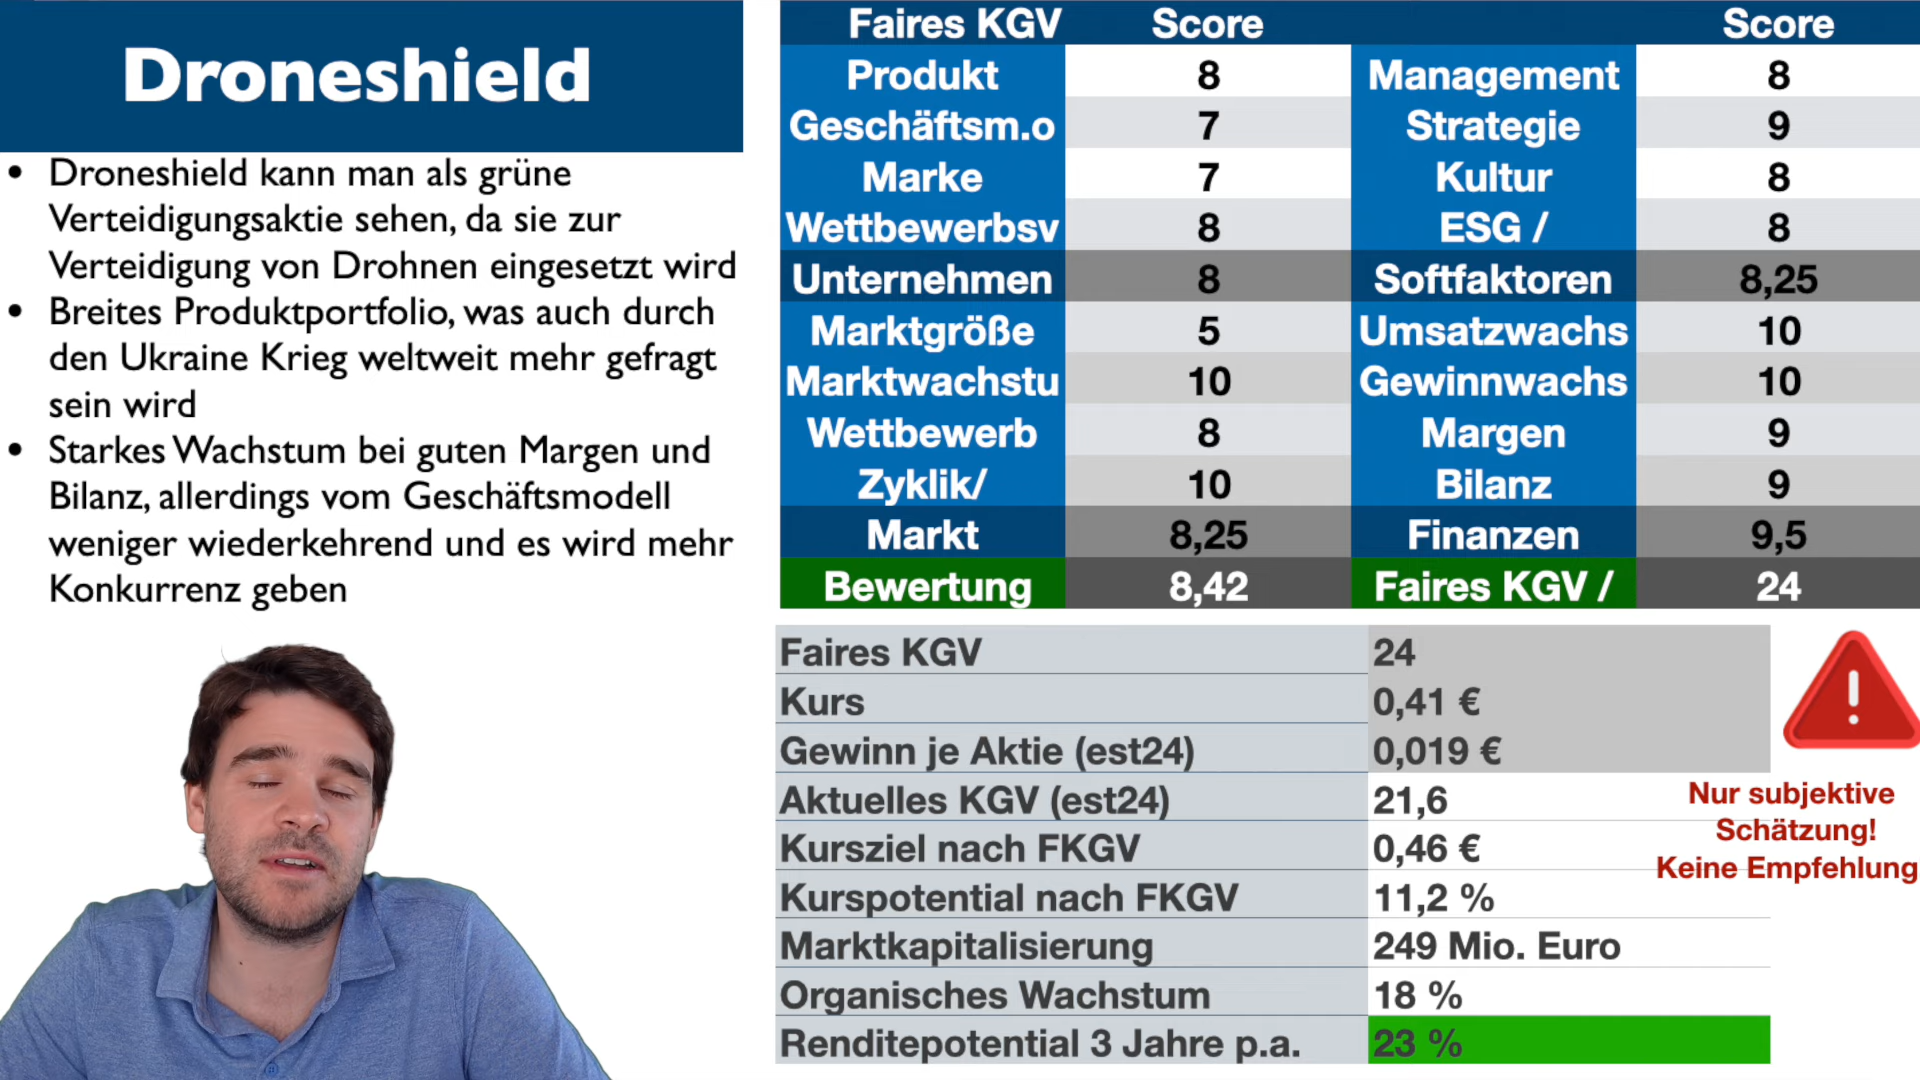 Droneshield
• Droneshield kann man als grüne
Verteidigungsaktie sehen, da sie zur
Verteidigung von Drohnen eingesetzt wird
• Breites Produktportfolio, was auch durch
den Ukraine Krieg weltweit mehr gefragt
sein wird
• Starkes Wachstum bei guten Margen und
Bilanz, allerdings vom Geschäftsmodell
weniger wiederkehrend und es wird mehr
Konkurrenz geben
Faires KGV Score Score
Produkt 8 Management 8
Geschäftsm.o 7 Strategie 9
Marke 7 Kultur 8
Wettbewerbsv 8 ESG / 8
Unternehmen 8 Softfaktoren 8,25
Marktgröße 5 Umsatzwachs 10
Marktwachstu 10 Gewinnwachs 10
Wettbewerb 8 Margen 9
Zyklik/ 10 Bilanz 9
Markt 8,25 Finanzen 9,5
Bewertung 8,42 Faires KGV / 24
Faires KGV 24
Kurs 0,41 €
Gewinn je Aktie (est24) 0,019 €
Aktuelles KGV (est24) 21,6
Kursziel nach FKGV 0,46 €
Kurspotential nach FKGV 11,2 %
Marktkapitalisierung 249 Mio. Euro
Organisches Wachstum 18 %
Renditepotential 3 Jahre p.a. 23 %
!
Nur subjektive
Schätzung!
Keine Empfehlung